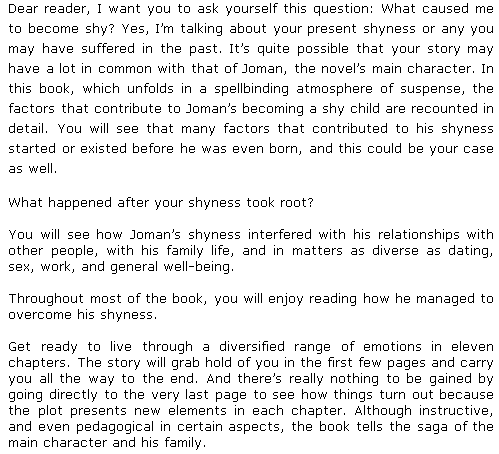 Dear reader, I want you to ask yourself this question: What caused me
to become shy? Yes, I'm talking about your present shyness or any you
may have suffered in the past. It's quite possible that your story may
have a lot in common with that of Joman, the novel's main character. In
this book, which unfolds in a spellbinding atmosphere of suspense, the
factors that contribute to Joman's becoming a shy child are recounted in
detail. You will see that many factors that contributed to his shyness
started or existed before he was even born, and this could be your case
as well.
What happened after your shyness took root?
You will see how Joman's shyness interfered with his relationships with
other people, with his family life, and in matters as diverse as dating,
sex, work, and general well-being.
Throughout most of the book, you will enjoy reading how he managed to
overcome his shyness.
Get ready to live through a diversified range of emotions in eleven
chapters. The story will grab hold of you in the first few pages and carry
you all the way to the end. And there's really nothing to be gained by
going directly to the very last page to see how things turn out because
the plot presents new elements in each chapter. Although instructive,
and even pedagogical in certain aspects, the book tells the saga of the
main character and his family.